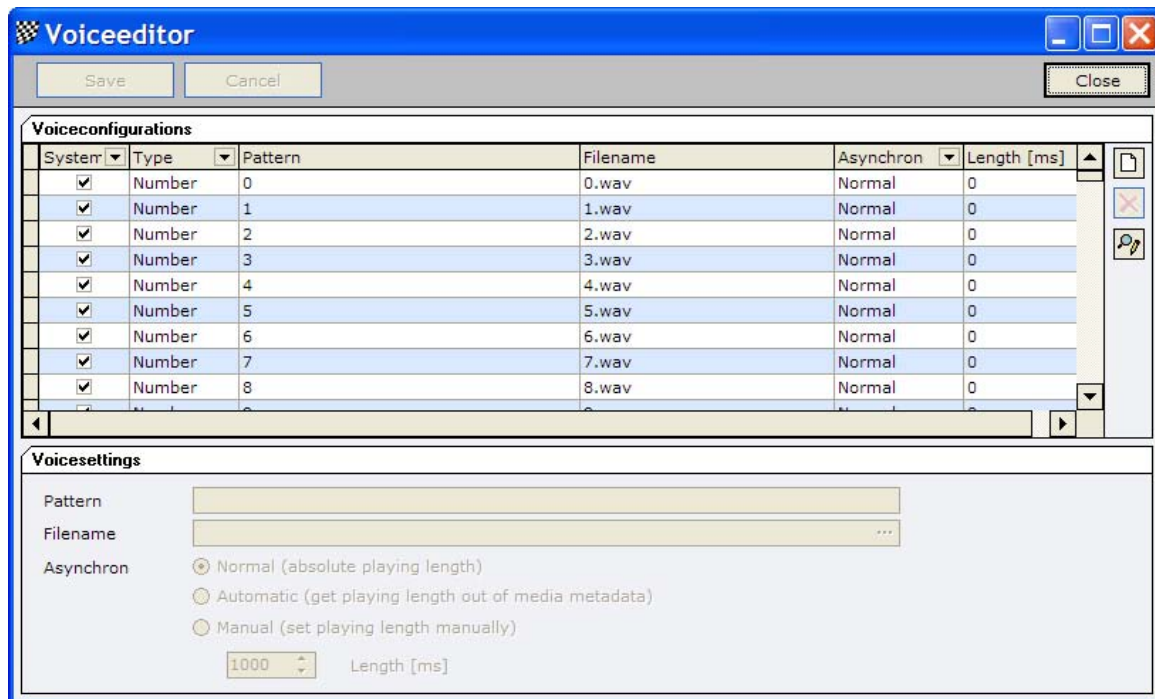 Voiceeditor
Save Cancel Close
Voiceconfigurations
System Type Pattern Filename Asynchron Length [ms]
Number 0 0.wav Normal 0
Number 1 1.wav Normal 0
Number 2 2.wav Normal 0
Number 3 3.wav Normal 0
Number 4 4.wav Normal 0
Number 5 5.wav Normal 0
Number 6 6.wav Normal 0
Number 7 7.wav Normal 0
Number 8 8.wav Normal 0
Voicesettings
Pattern
Filename ...
Asynchron Normal (absolute playing length)
Automatic (get playing length out of media metadata)
Manual (set playing length manually)
1000 Length [ms]